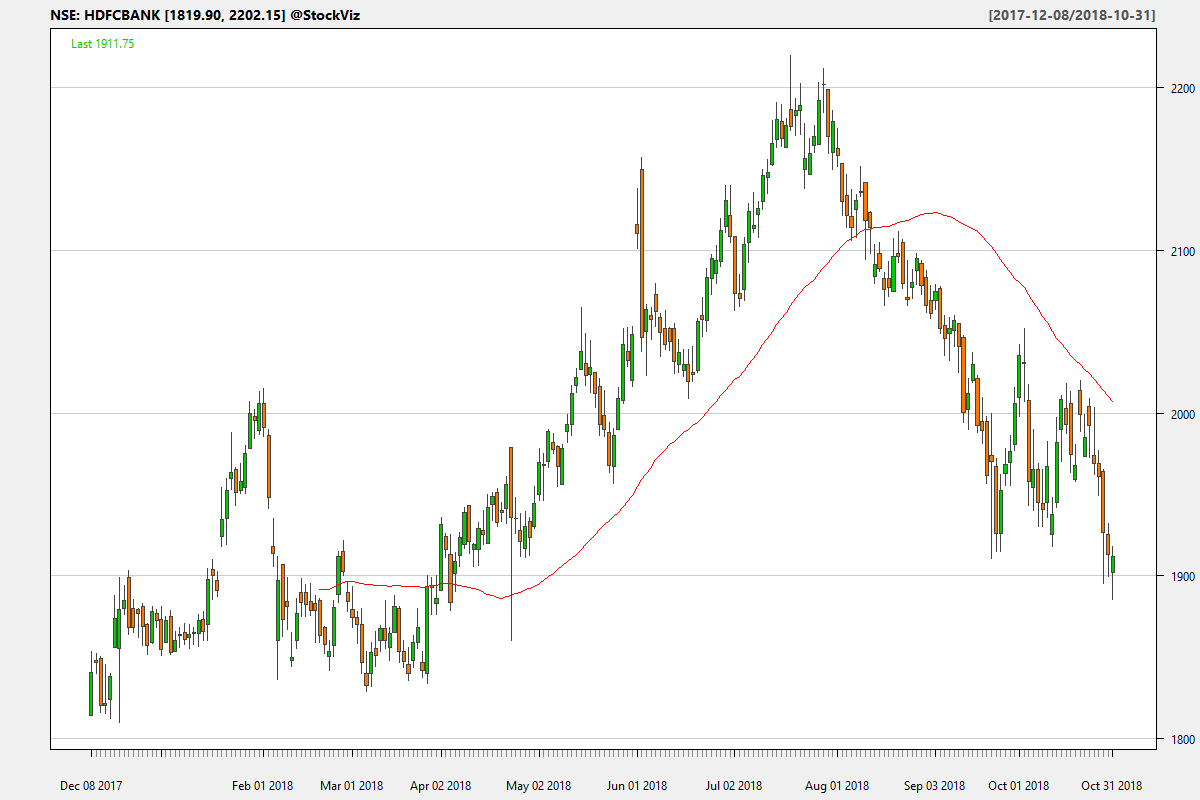 NSE: HDFCBANK [1819.90, 2202.15] @StockViz
[2017-12-08/2018-10-31]
Last 1911.75
2200
2100
2000
1900
1800
Dec 08 2017 Feb 01 2018 Mar 01 2018 Apr 02 2018 May 02 2018 Jun 01 2018 Jul 02 2018 Aug 01 2018 Sep 03 2018 Oct 01 2018 Oct 31 2018